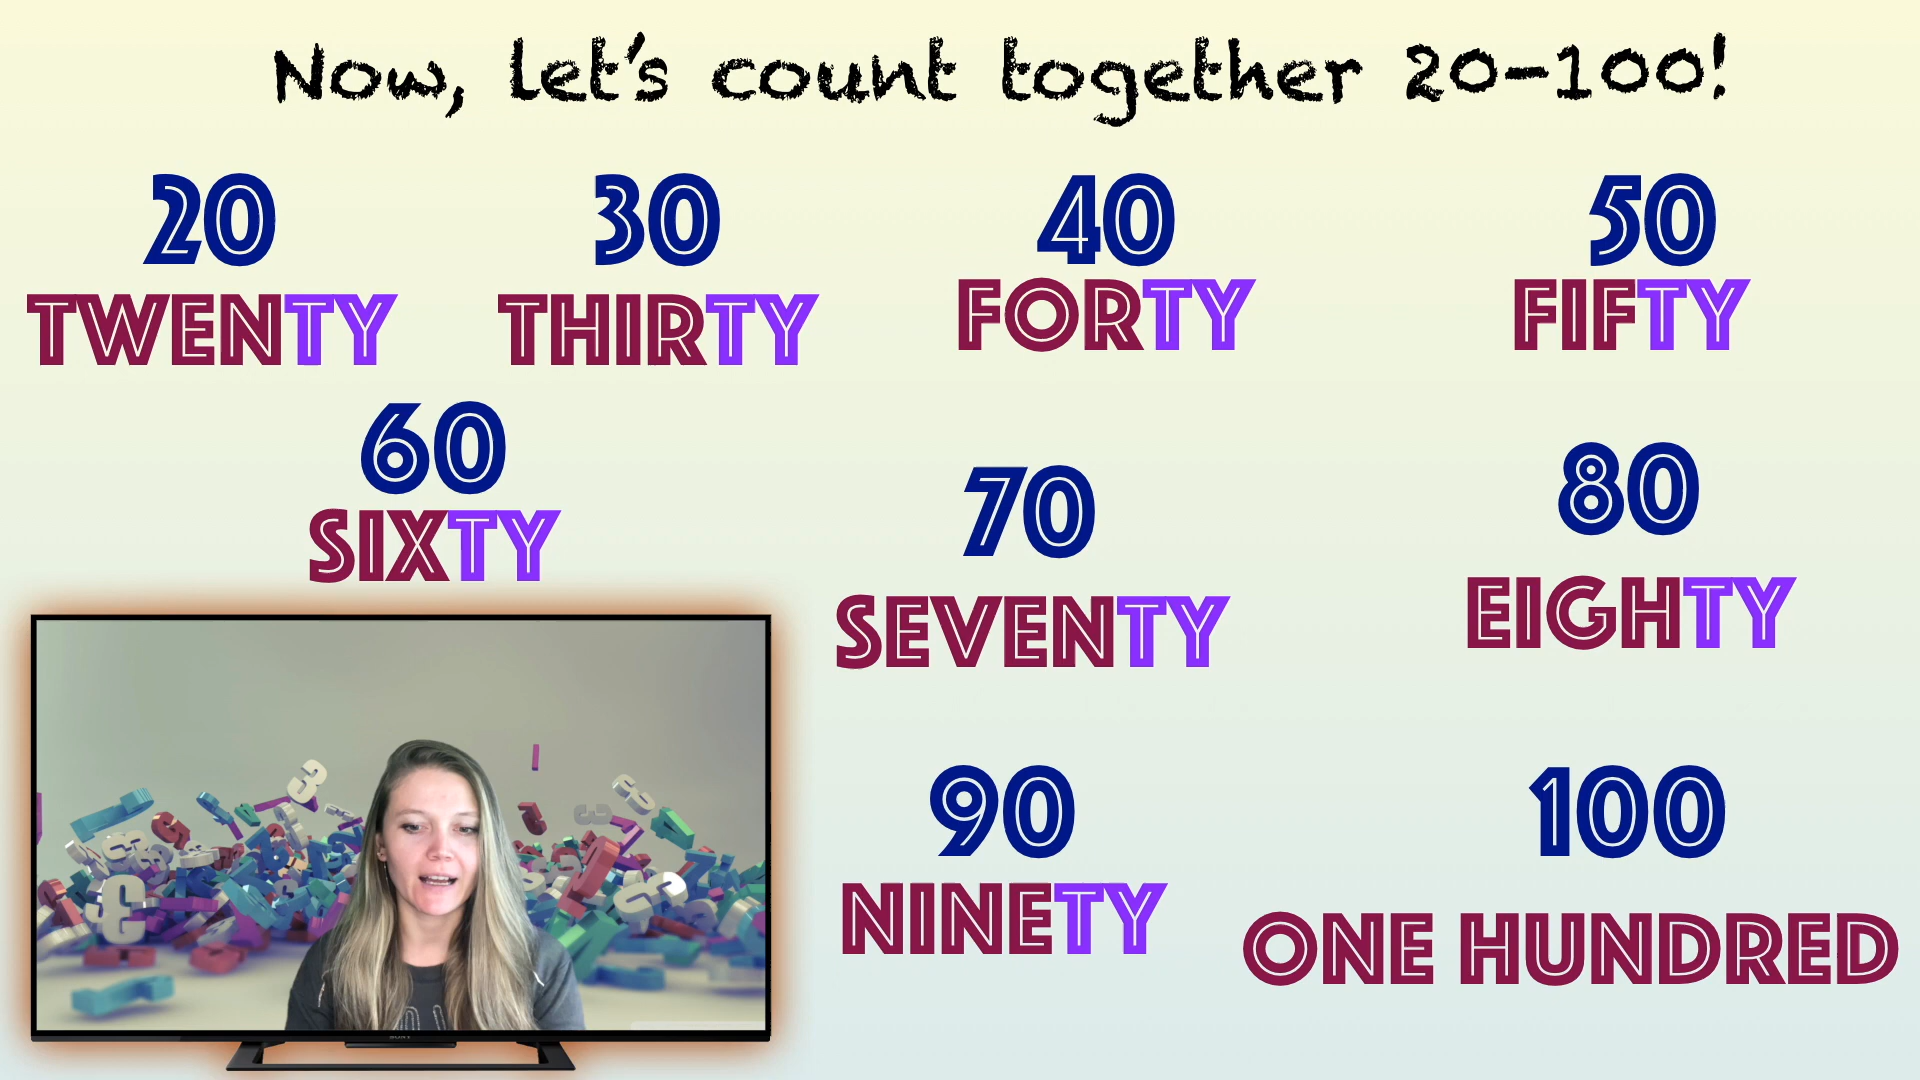 Now, let's count together 20-100!
20
TWENTY
30
THIRTY
40
FORTY
50
FIFTY
60
SIXTY
70
SEVENTY
80
EIGHTY
90
NINETY
100
ONE HUNDRED